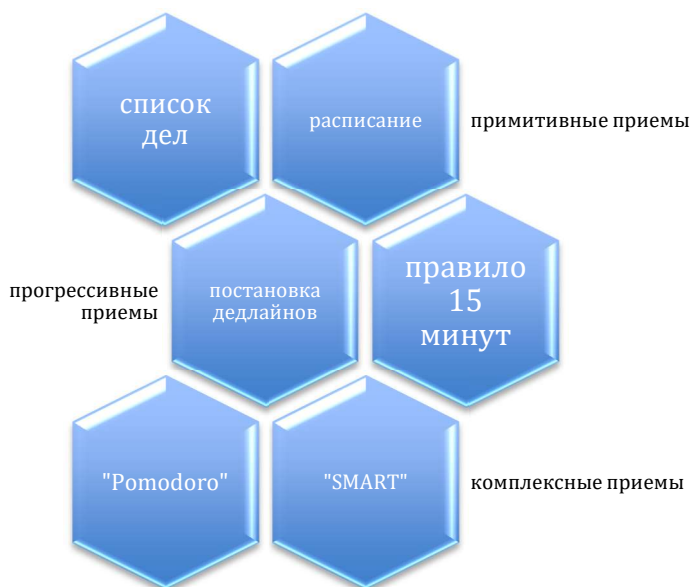 список
дел
расписание
примитивные приемы
прогрессивные
приемы
постановка
дедлайнов
правило
15
минут
"Pomodoro"
"SMART"
комплексные приемы